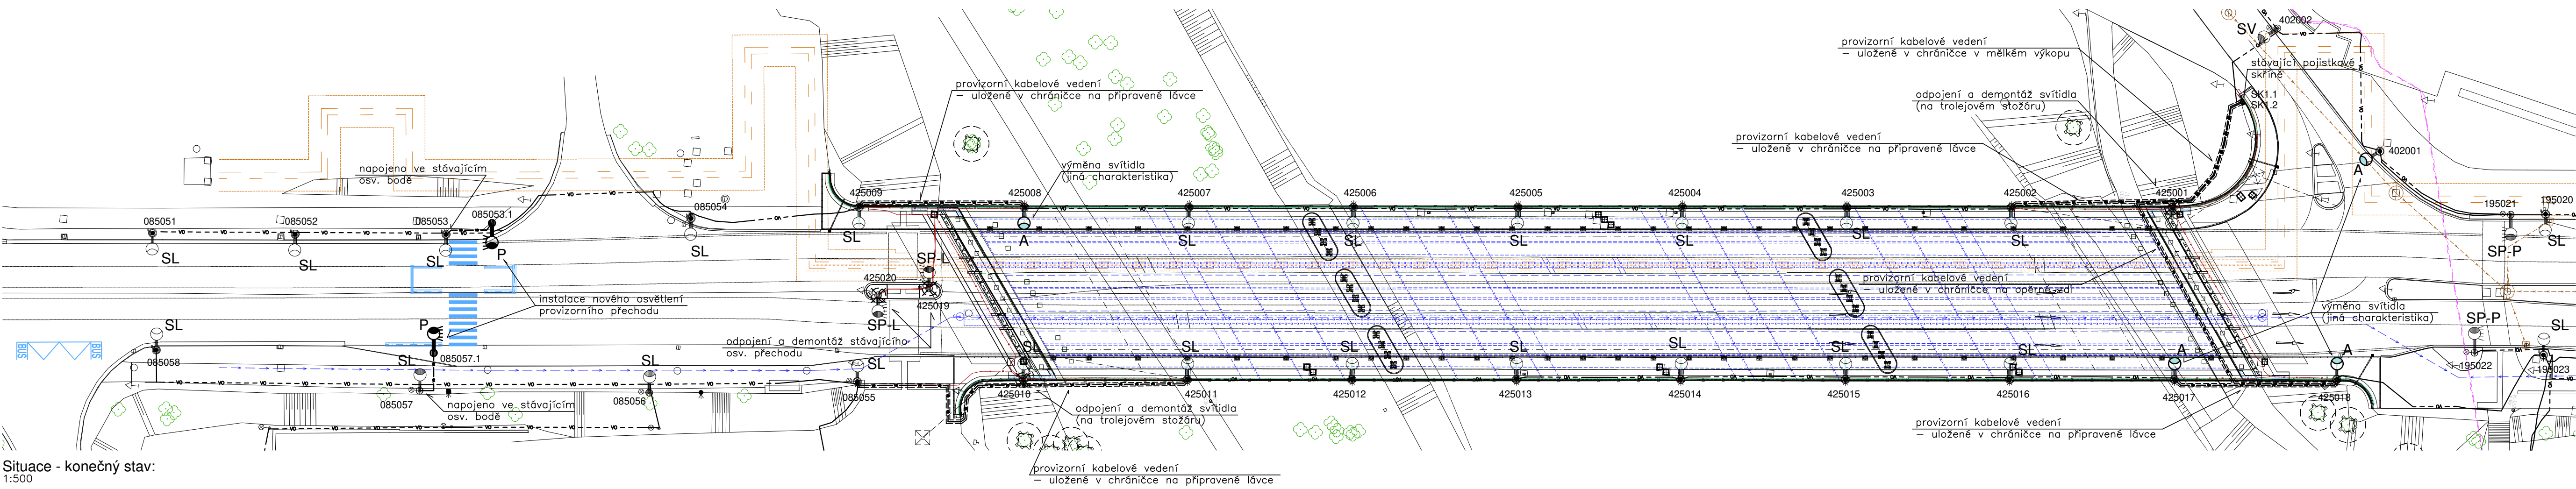 402002
SV
provizorní kabelové vedení
– uložené v chráničce v mělkém výkopu
stávající pojistkové
skříně
SK1.1
SK1.2
provizorní kabelové vedení
– uložené v chráničce na připravené lávce
odpojení a demontáž svítidla
(na trolejovém stožáru)
provizorní kabelové vedení
– uložené v chráničce na připravené lávce
402001
A
napojeno ve stávajícím
osv. bodě
výměna svítidla
(jiná charakteristika)
425009
425008
425007
425006
425005
425004
425003
425002
425001
195021
195020
085051
085052
085053
085053.1
085054
SL
SL
SL
P
SL
SL
A
SL
SL
SL
SL
SL
SL
SP-P
SL
SP-L
425020
425019
SP-L
provizorní kabelové vedení
– uložené v chráničce na opěrné zdi
instalace nového osvětlení
provizorního přechodu
výměna svítidla
(jiná charakteristika)
odpojení a demontáž stávajícího
osv. přechodu
BUS
BUS
SL
085058
P
085057.1
SL
SL
SL
SL
SL
SL
SL
SL
SL
SL
A
A
SP-P
SL
195022
195023
085057
085056
085055
425010
425011
425012
425013
425014
425015
425016
425017
425018
napojeno ve stávajícím
osv. bodě
odpojení a demontáž svítidla
(na trolejovém stožáru)
provizorní kabelové vedení
– uložené v chráničce na připravené lávce
provizorní kabelové vedení
– uložené v chráničce na připravené lávce
Situace - konečný stav:
1:500